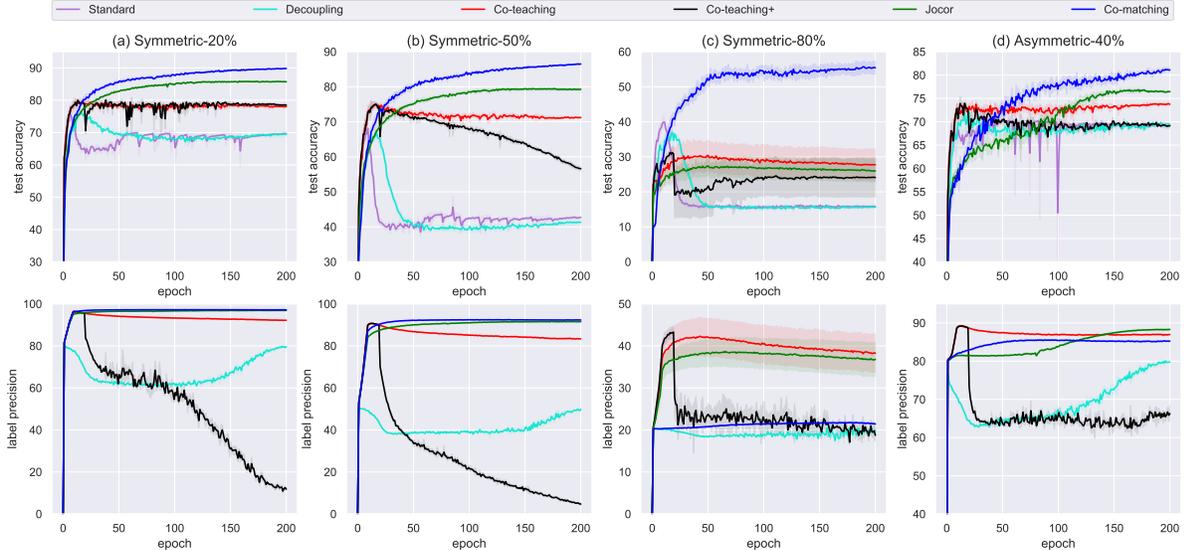 Standard Decoupling Co-teaching Co-teaching+ Jocor Co-matching
(a) Symmetric-20% (b) Symmetric-50% (c) Symmetric-80% (d) Asymmetric-40%
test accuracy
90
80
70
60
50
40
30
0 50 100 150 200
epoch
test accuracy
90
80
70
60
50
40
30
0 50 100 150 200
epoch
test accuracy
60
50
40
30
20
10
0
0 50 100 150 200
epoch
test accuracy
85
80
75
70
65
60
55
50
45
40
0 50 100 150 200
epoch
label precision
100
80
60
40
20
0
0 50 100 150 200
epoch
label precision
100
80
60
40
20
0
0 50 100 150 200
epoch
label precision
50
40
30
20
10
0
0 50 100 150 200
epoch
label precision
90
80
70
60
50
40
0 50 100 150 200
epoch